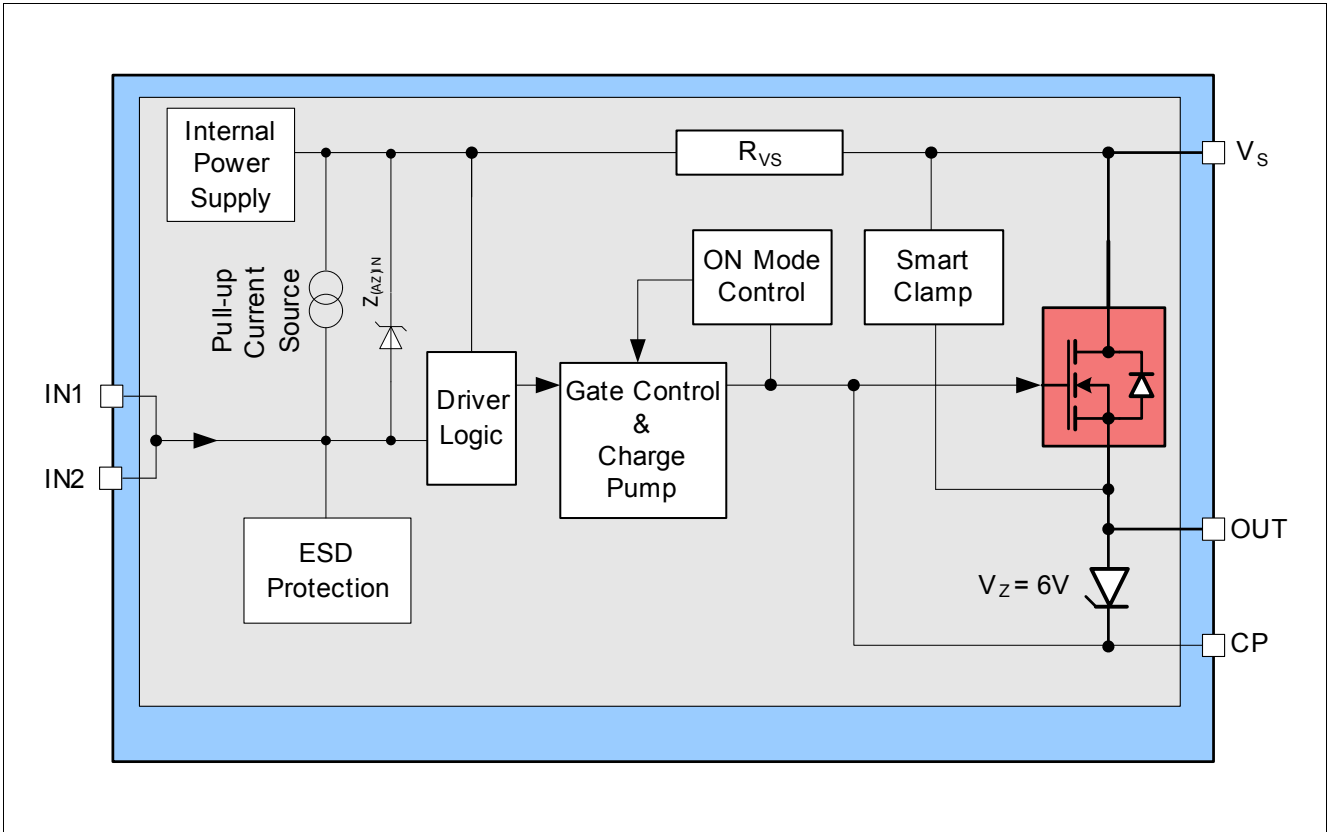 Internal
Power
Supply
R_VS
V_S
ON Mode
Control
Smart
Clamp
Pull-up
Current
Source
Z_(AZ)IN
IN1
IN2
Driver
Logic
Gate Control
&
Charge
Pump
ESD
Protection
OUT
V_Z = 6V
CP